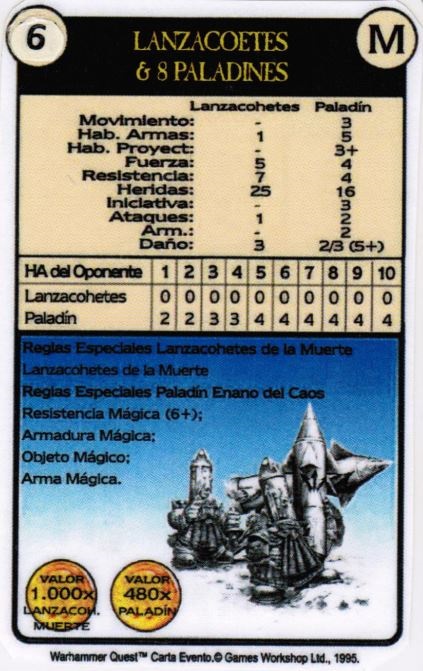 6
LANZACOETES
M
& 8 PALADINES
Lanzacohetes Paladín
Movimiento: - 3
Hab. Armas: 1 5
Hab. Proyect: - 3+
Fuerza: 5 4
Resistencia: 7 4
Heridas: 25 16
Iniciativa: - 3
Ataques: 1 2
Arm.: - 2
Daño: 3 2/3 (5+)
HA del Oponente 1 2 3 4 5 6 7 8 9 10
Lanzacohetes 0 0 0 0 0 0 0 0 0 0
Paladín 2 2 3 3 4 4 4 4 4 4
Reglas Especiales Lanzacohetes de la Muerte
Lanzacohetes de la Muerte
Reglas Especiales Paladín Enano del Caos
Resistencia Mágica (6+);
Armadura Mágica;
Objeto Mágico;
Arma Mágica.
VALOR
1.000x
LANZACOH.
MUERTE
VALOR
480x
PALADÍN
Warhammer Quest™ Carta Evento.© Games Workshop Ltd., 1995.